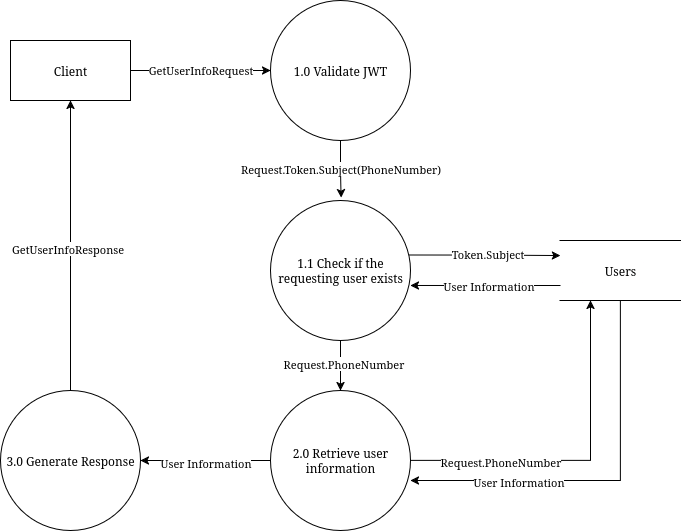 Client
GetUserInfoRequest
1.0 Validate JWT
Request.Token.Subject(PhoneNumber)
GetUserInfoResponse
1.1 Check if the
requesting user exists
Token.Subject
Users
User Information
Request.PhoneNumber
3.0 Generate Response
User Information
2.0 Retrieve user
information
Request.PhoneNumber
User Information